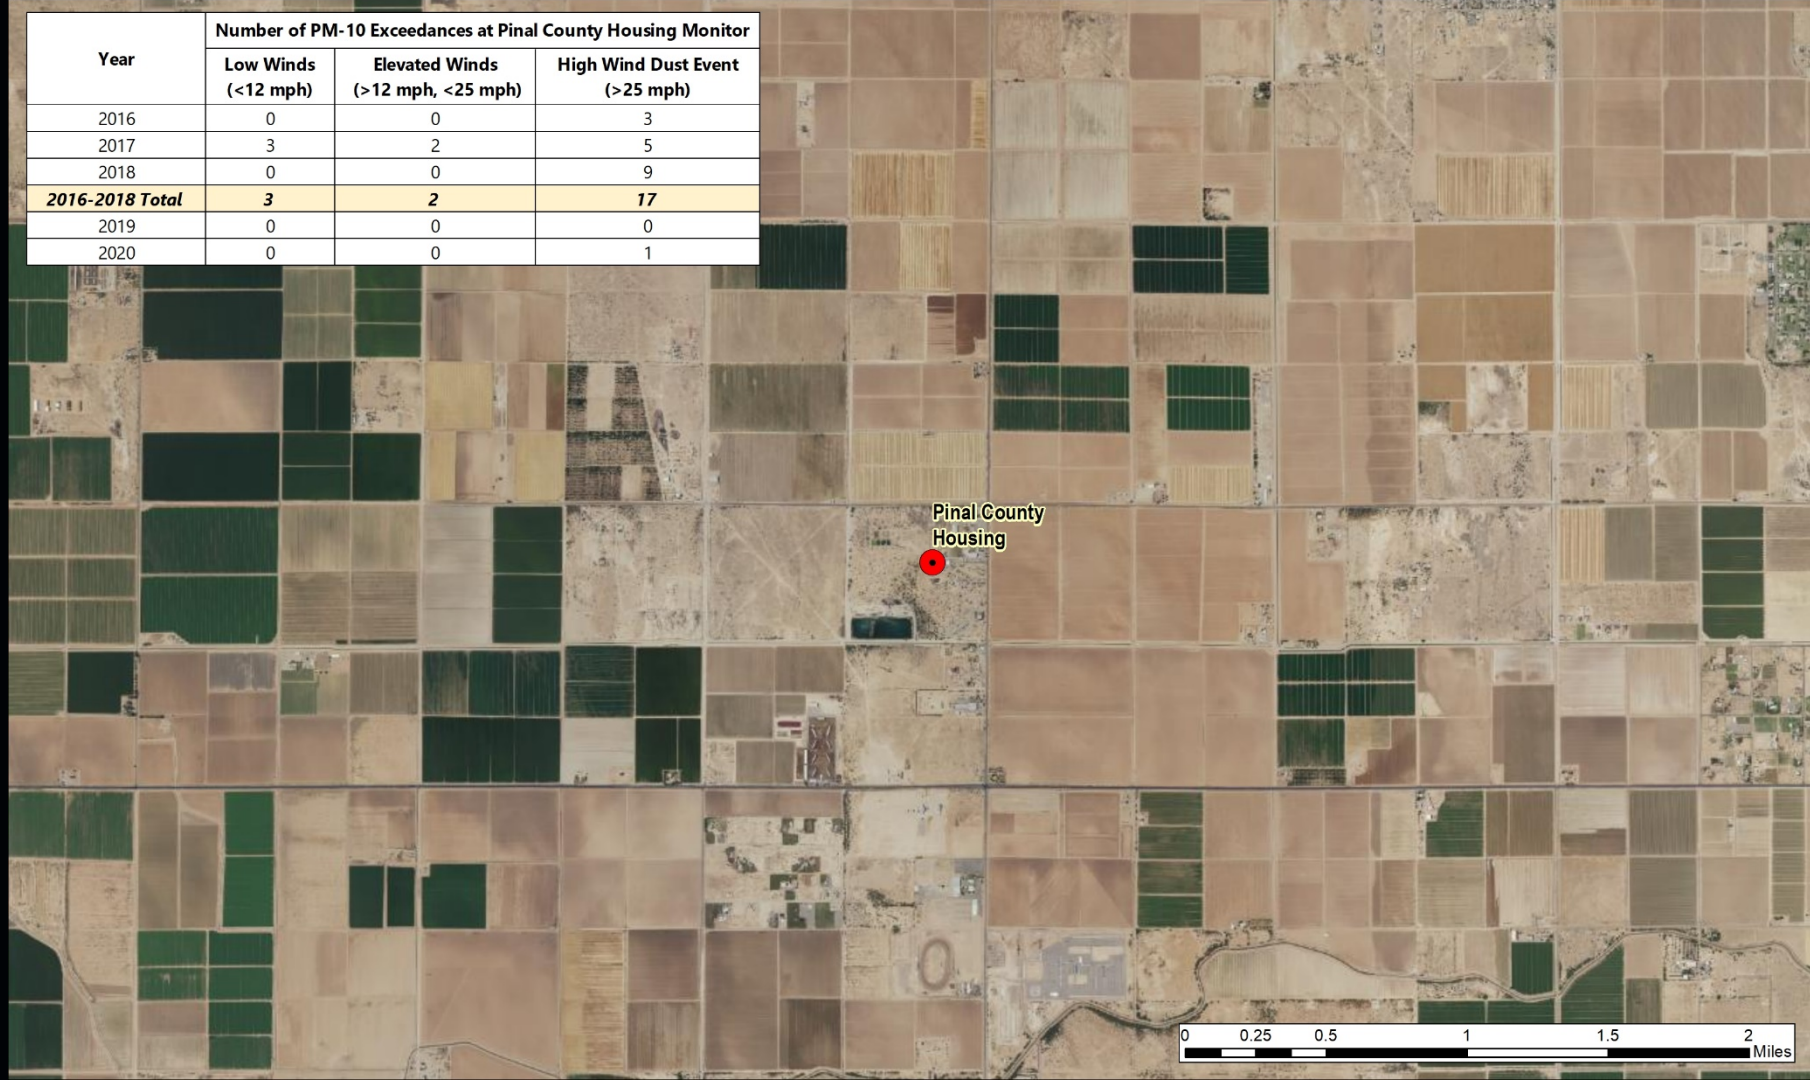 Number of PM-10 Exceedances at Pinal County Housing Monitor
Year
Low Winds
(<12 mph)
Elevated Winds
(>12 mph, <25 mph)
High Wind Dust Event
(>25 mph)
2016 0 0 3
2017 3 2 5
2018 0 0 9
2016-2018 Total 3 2 17
2019 0 0 0
2020 0 0 1
Pinal County
Housing
0 0.25 0.5 1 1.5 2
Miles